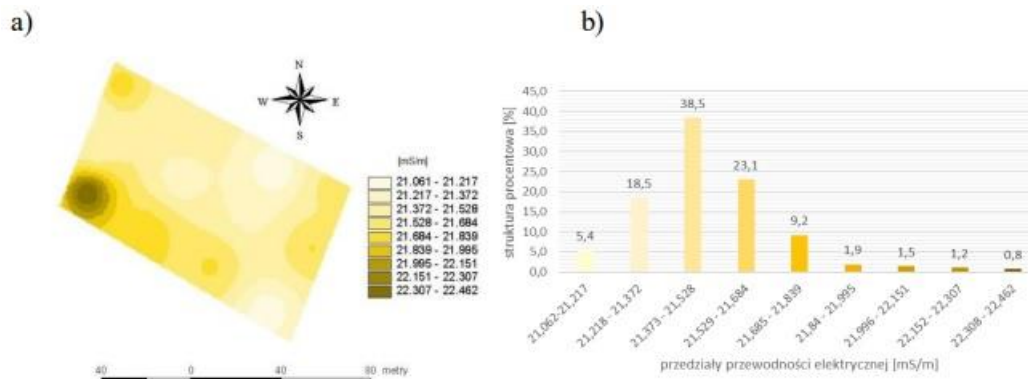 a)
N
W E
S
[mS/m]
21.061 - 21.217
21.217 - 21.372
21.372 - 21.528
21.528 - 21.684
21.684 - 21.839
21.839 - 21.995
21.995 - 22.151
22.151 - 22.307
22.307 - 22.462
40 0 40 80 metry
b)
struktura procentowa [%]
45,0
40,0
35,0
30,0
25,0
20,0
15,0
10,0
5,0
0,0
5,4
18,5
38,5
23,1
9,2
1,9
1,5
1,2
0,8
21,062-21,217
21,218 - 21,372
21,373 - 21,528
21,529 - 21,684
21,685 - 21,839
21,84 - 21,995
21,996 - 22,151
22,152 - 22,307
22,308 - 22,462
przedziały przewodności elektrycznej [mS/m]